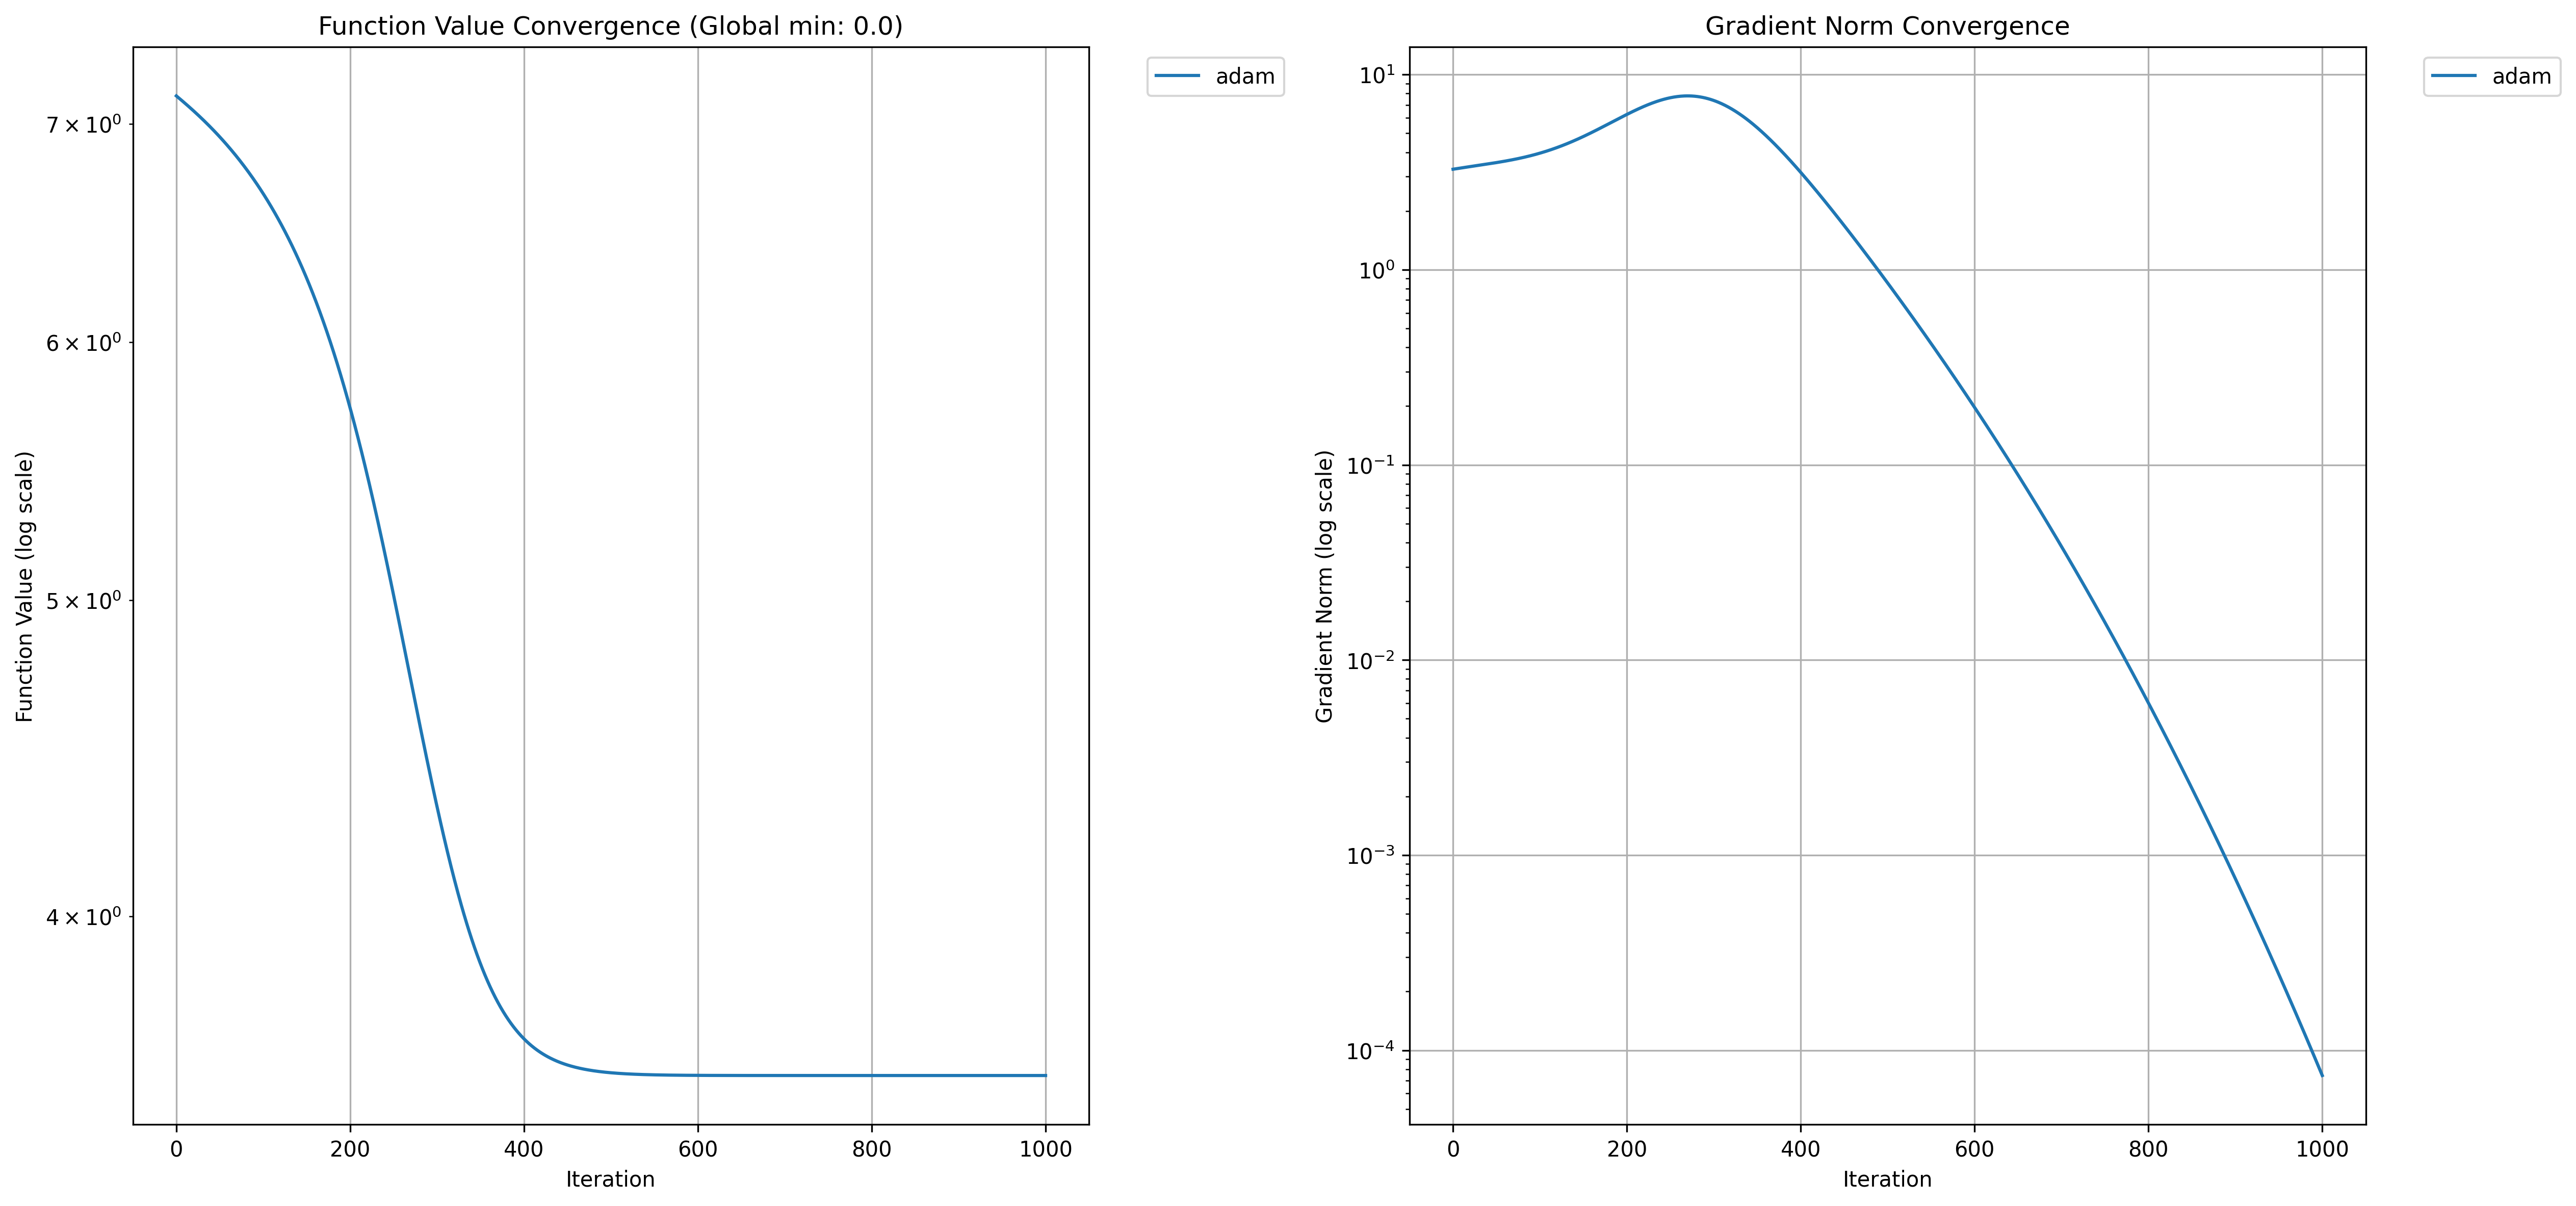 Function Value Convergence (Global min: 0.0)
Function Value (log scale)
7 × 10⁰
6 × 10⁰
5 × 10⁰
4 × 10⁰
0 200 400 600 800 1000
Iteration
adam
Gradient Norm Convergence
Gradient Norm (log scale)
10¹
10⁰
10⁻¹
10⁻²
10⁻³
10⁻⁴
0 200 400 600 800 1000
Iteration
adam